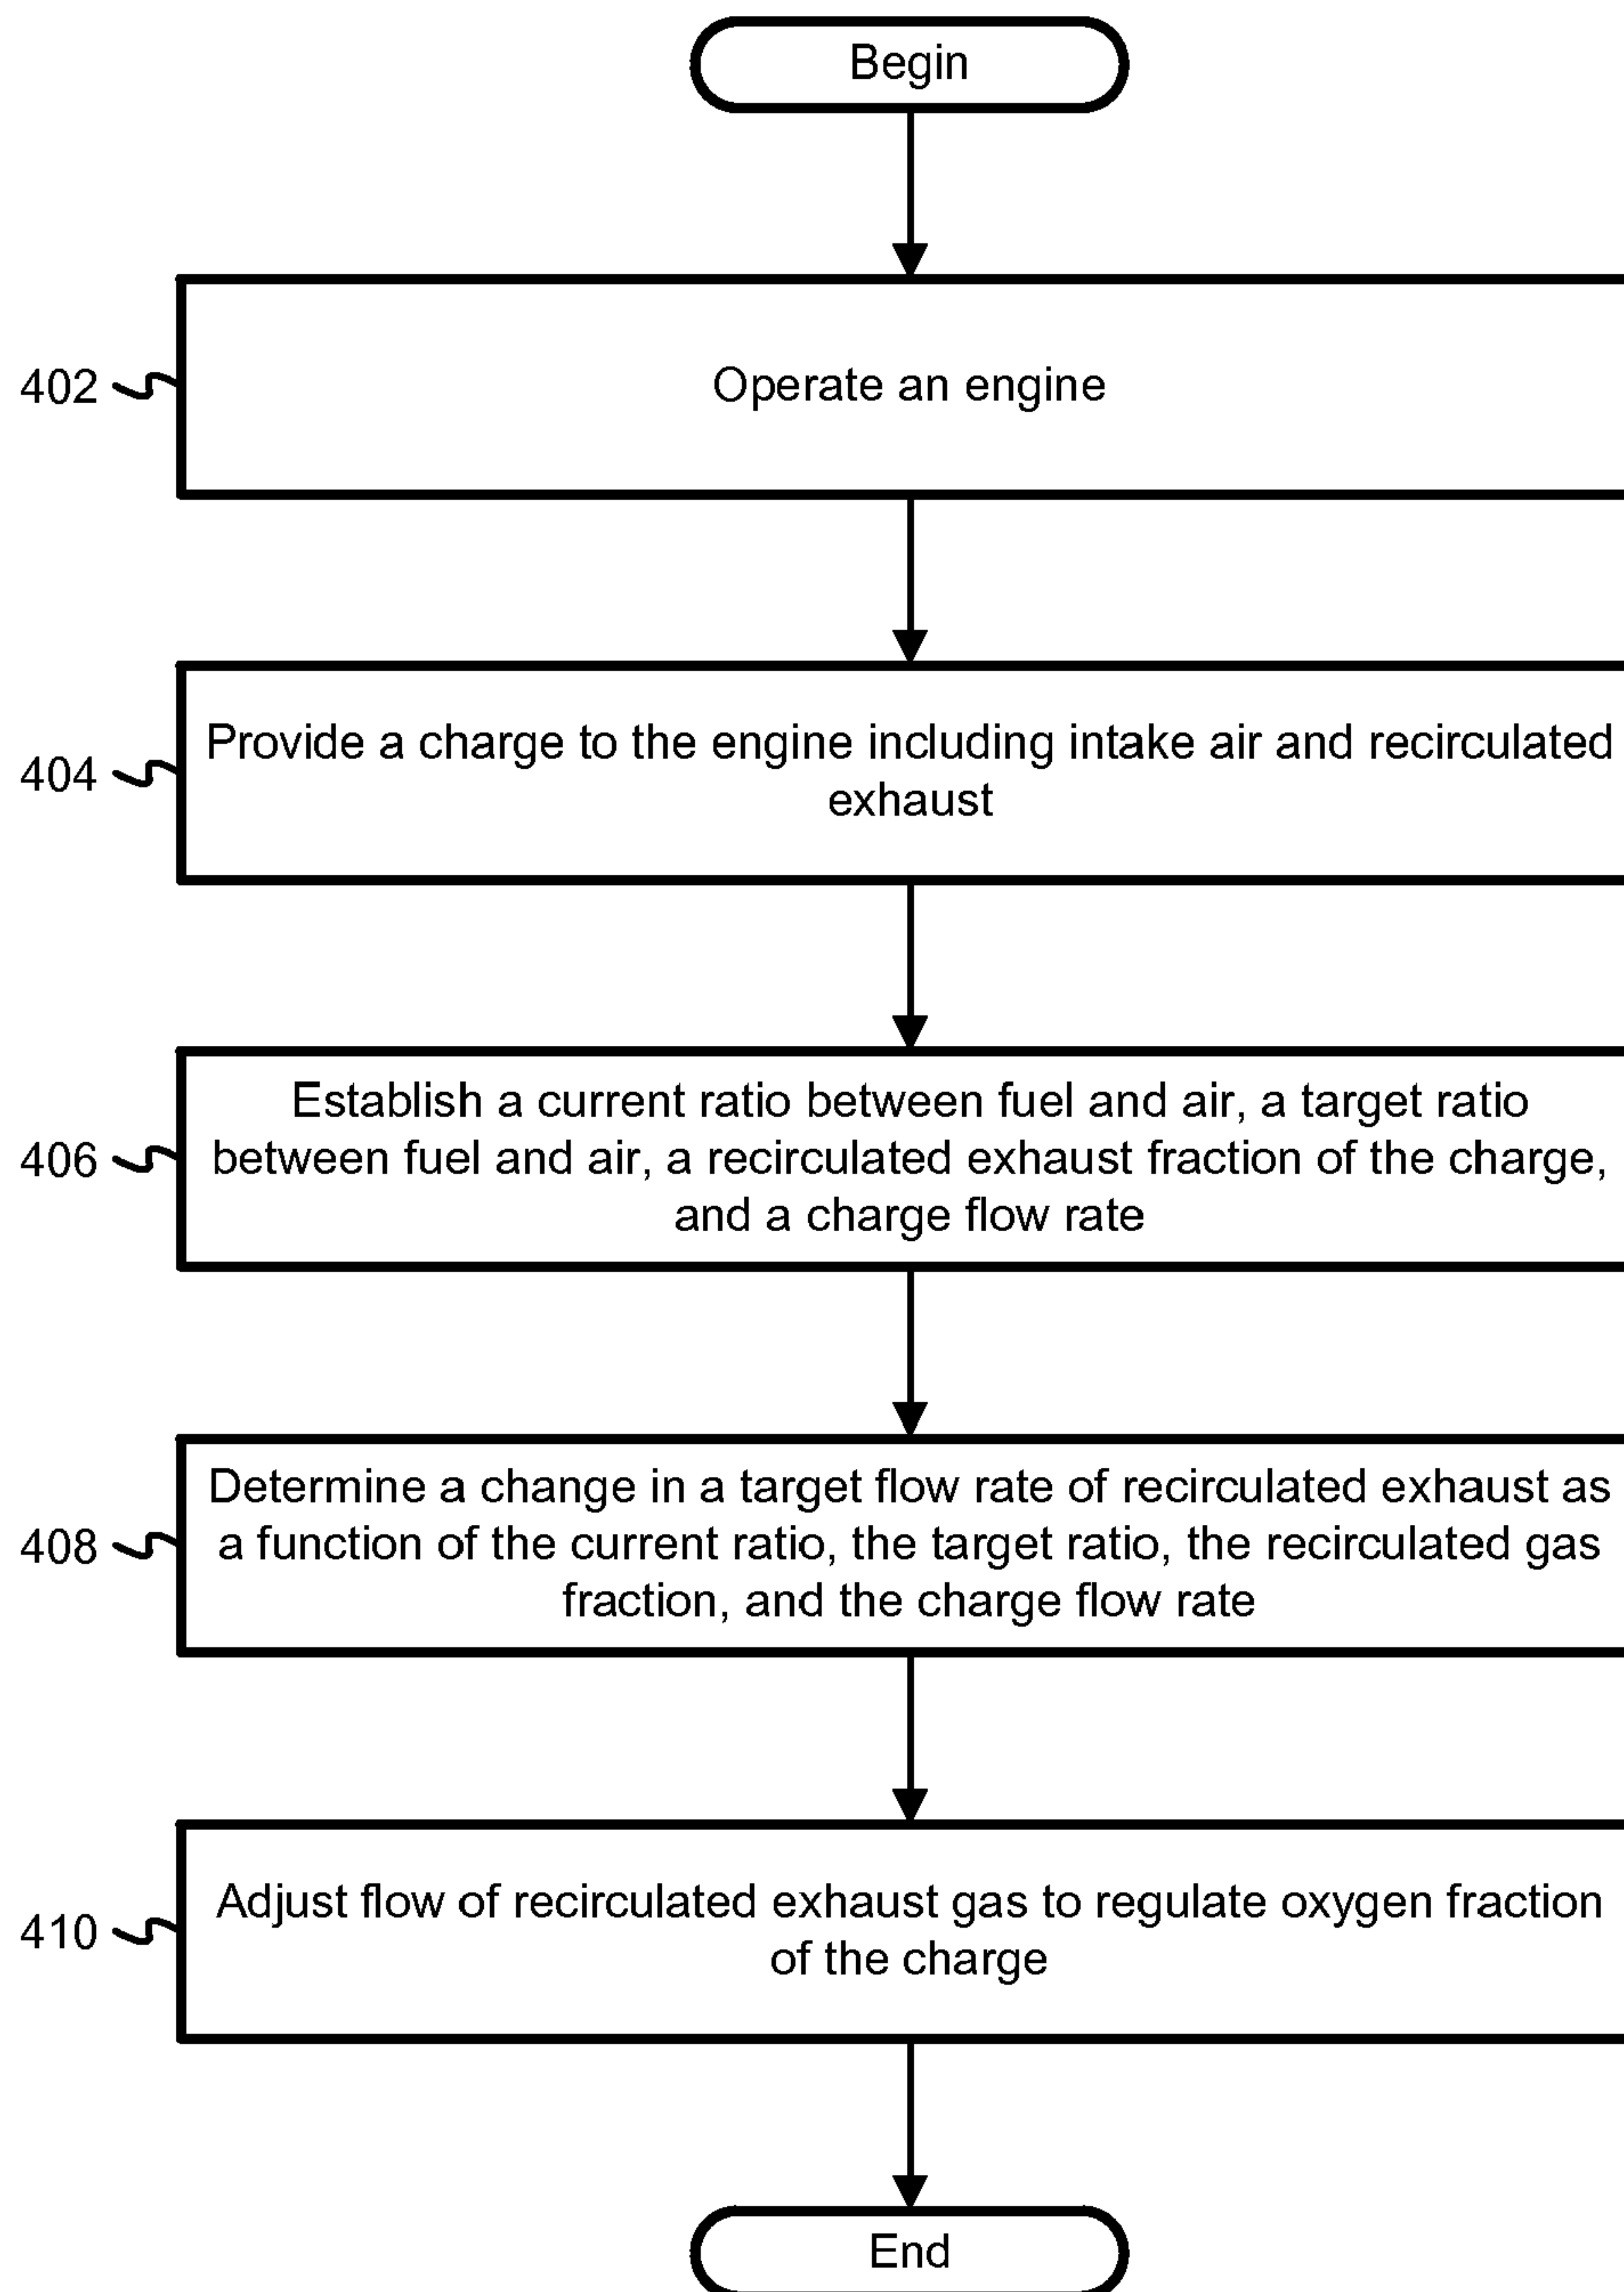 Begin
402
Operate an engine
404
Provide a charge to the engine including intake air and recirculated
exhaust
406
Establish a current ratio between fuel and air, a target ratio
between fuel and air, a recirculated exhaust fraction of the charge,
and a charge flow rate
408
Determine a change in a target flow rate of recirculated exhaust as
a function of the current ratio, the target ratio, the recirculated gas
fraction, and the charge flow rate
410
Adjust flow of recirculated exhaust gas to regulate oxygen fraction
of the charge
End